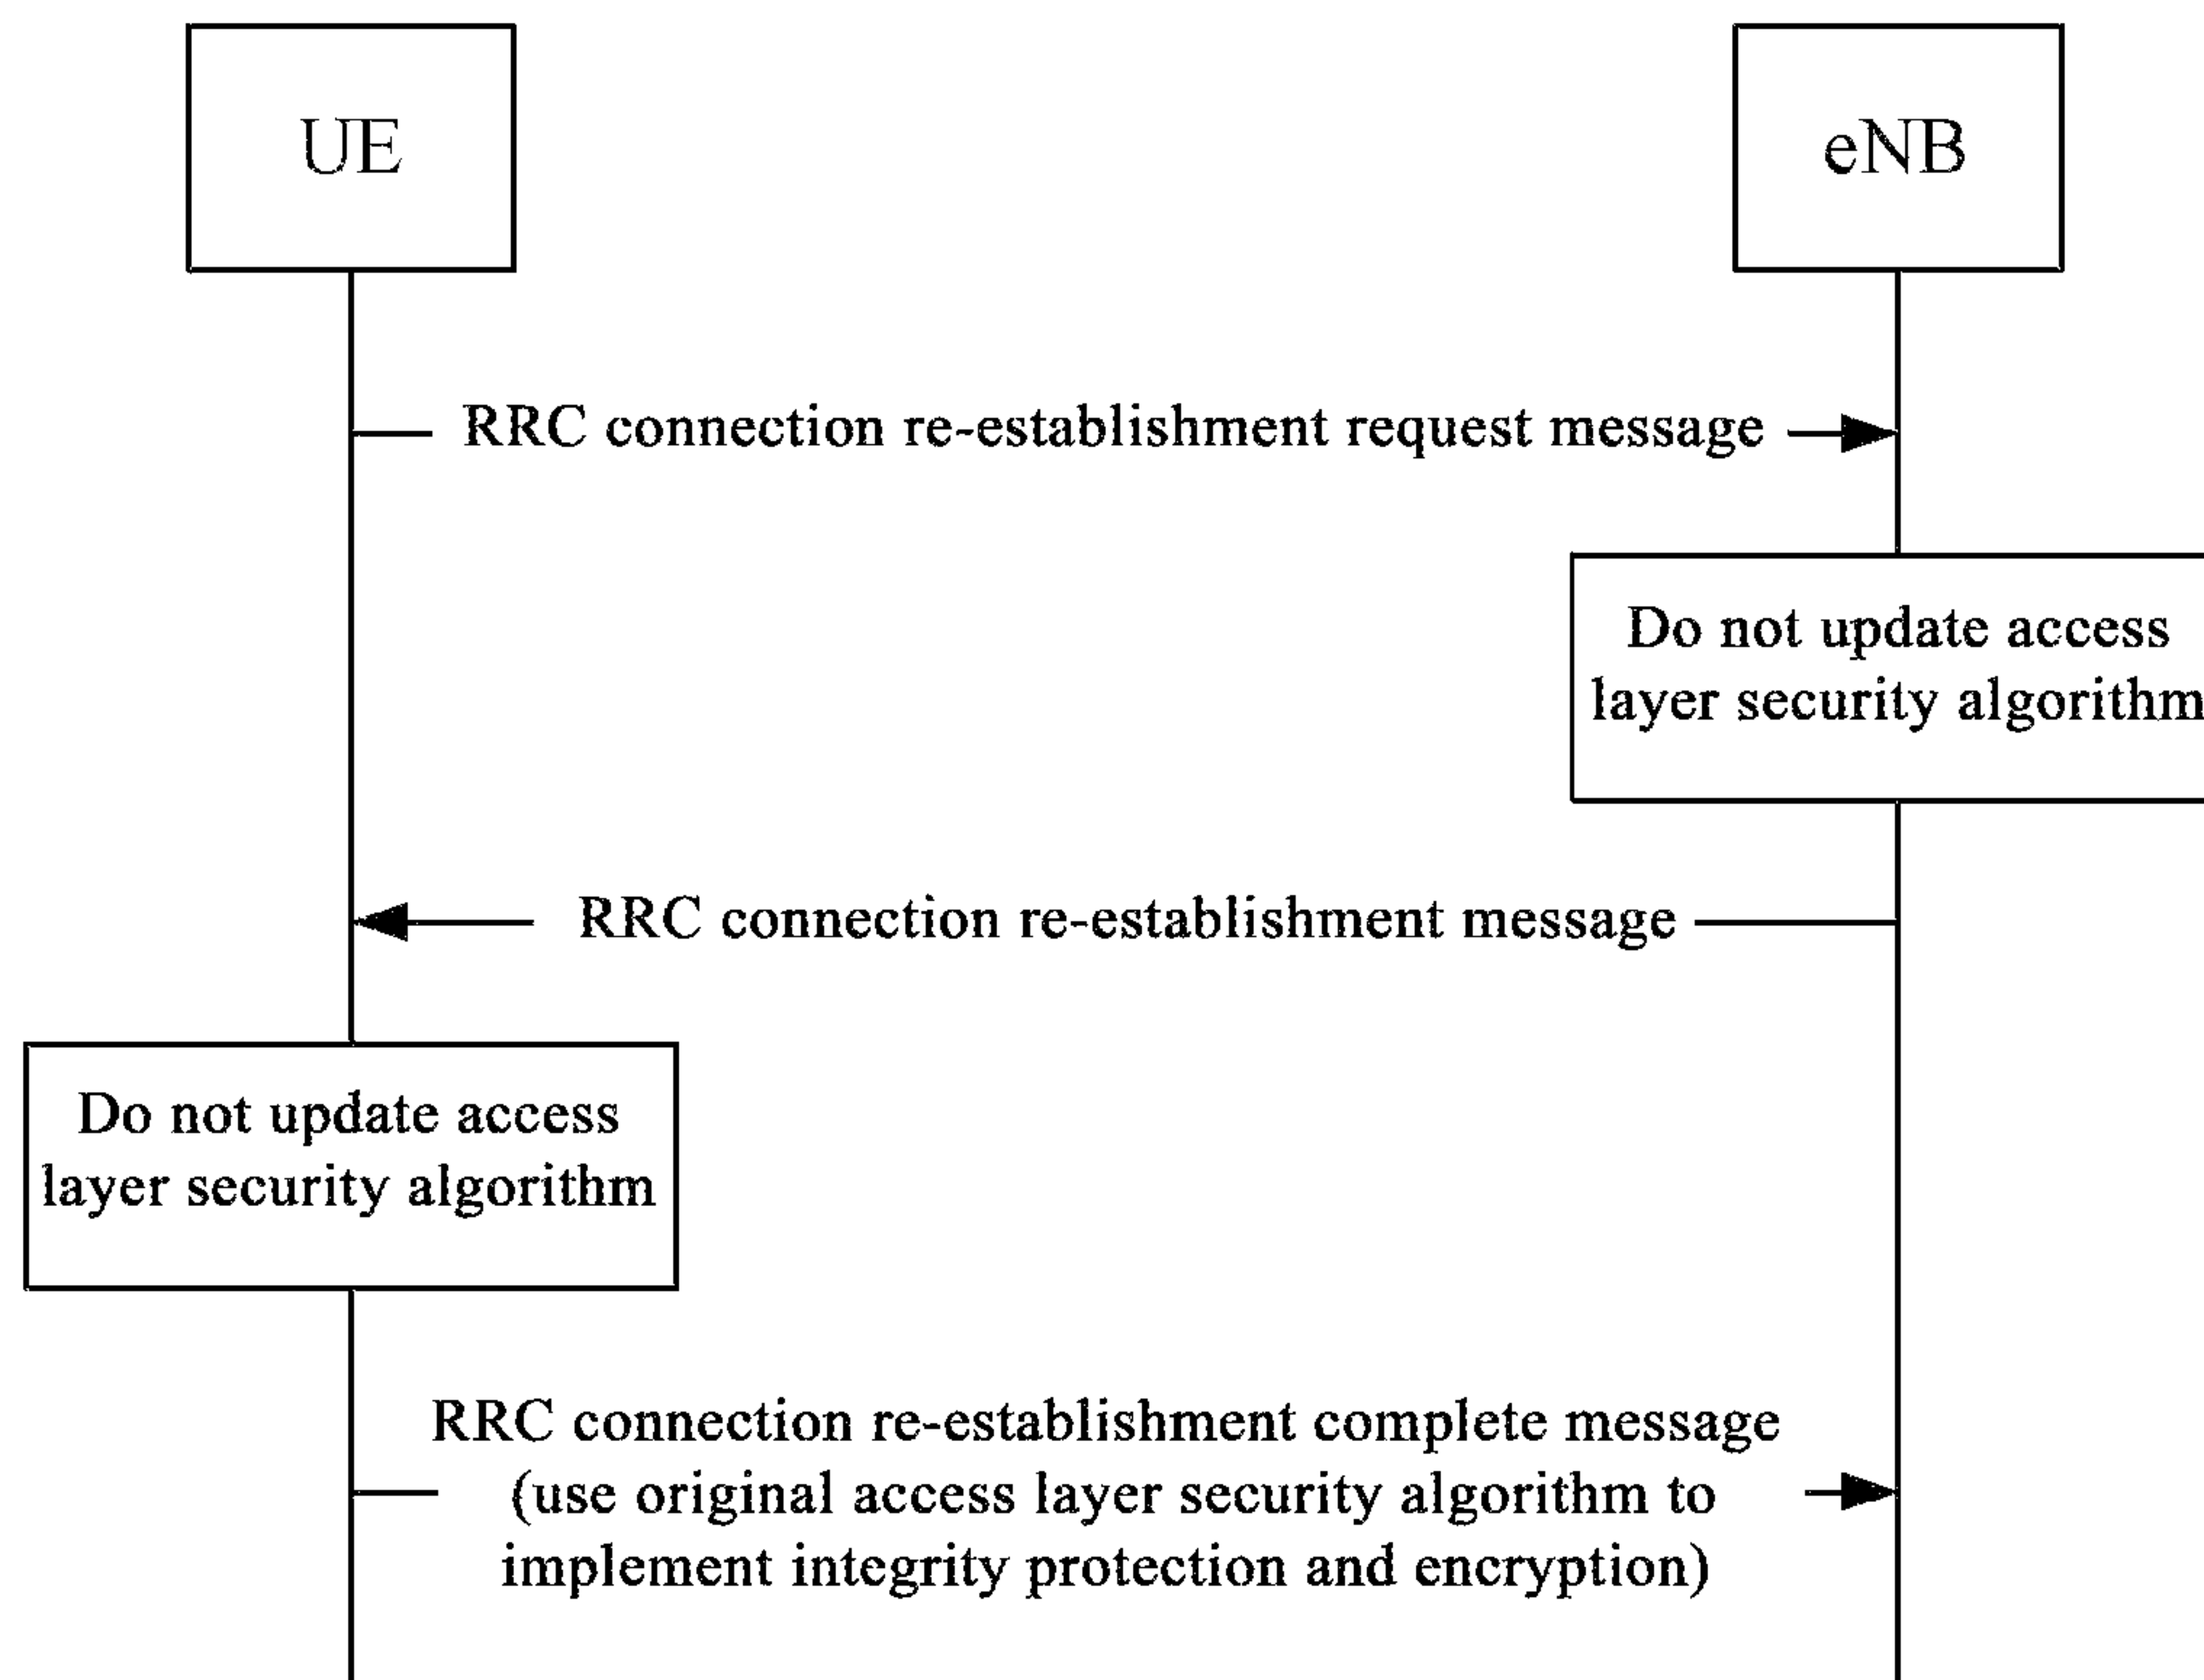 UE
eNB
RRC connection re-establishment request message
Do not update access
layer security algorithm
RRC connection re-establishment message
Do not update access
layer security algorithm
RRC connection re-establishment complete message
(use original access layer security algorithm to
implement integrity protection and encryption)